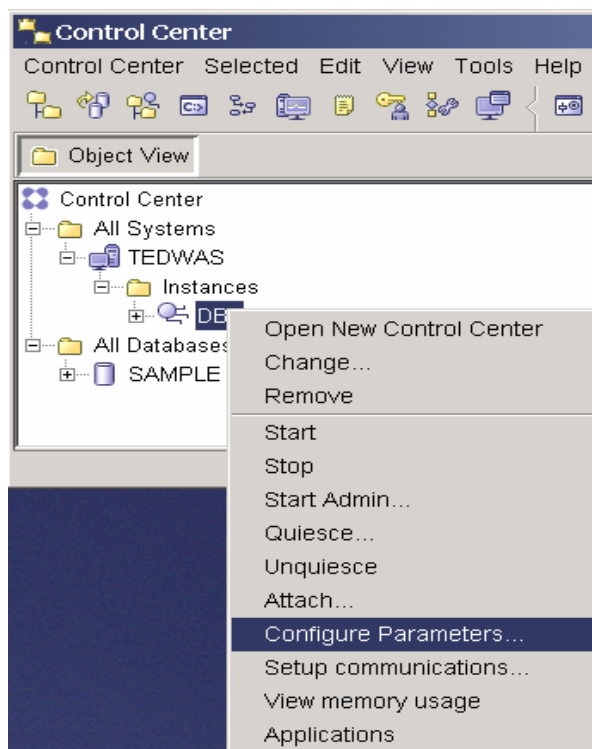 Control Center
Control Center Selected Edit View Tools Help
Object View
Control Center
All Systems
TEDWAS
Instances
All Databases
SAMPLE
Open New Control Center
Change...
Remove
Start
Stop
Start Admin...
Quiesce...
Unquiesce
Attach...
Configure Parameters...
Setup communications...
View memory usage
Applications